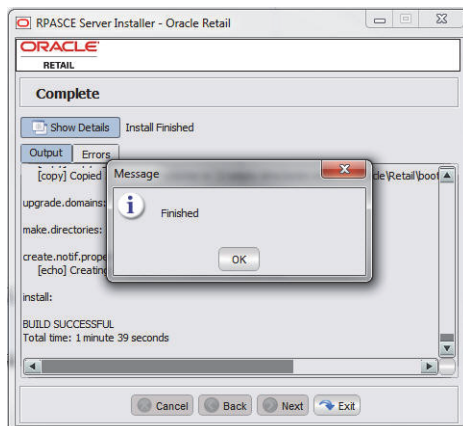 RPASCE Server Installer - Oracle Retail
ORACLE
RETAIL
Complete
Show Details Install Finished
Output Errors
[copy] Copied
cle\Retail\boot
upgrade.domains:
make.directories:
create.notif.prope
[echo] Creating
install:
BUILD SUCCESSFUL
Total time: 1 minute 39 seconds
Message
Finished
OK
Cancel Back Next Exit